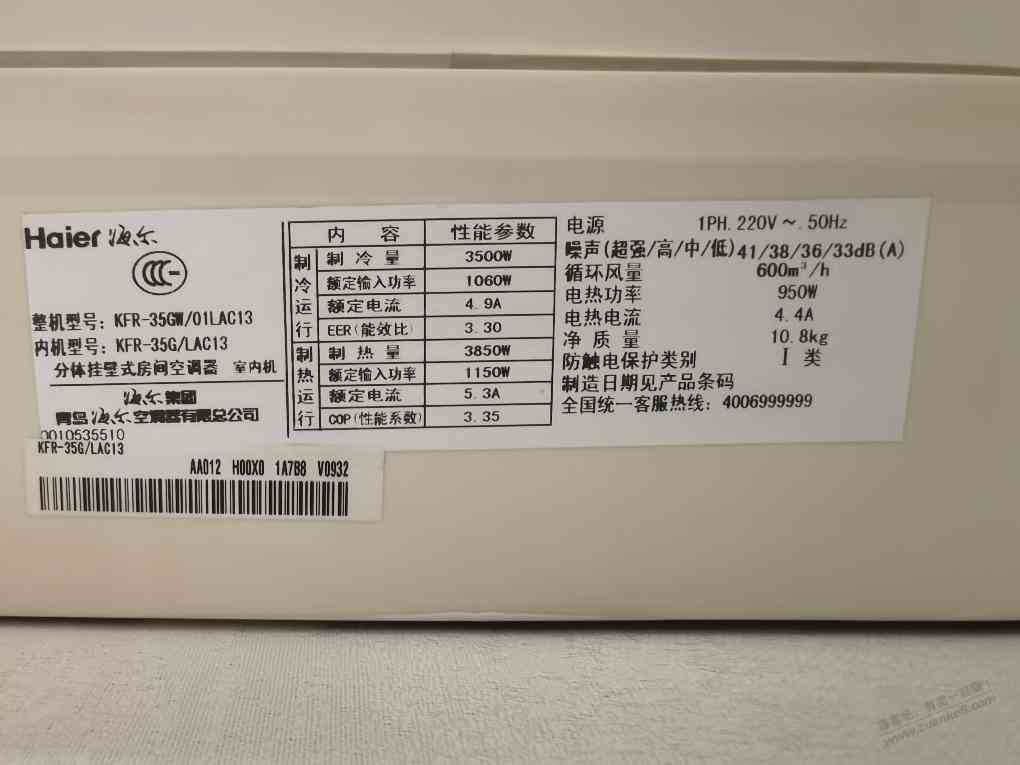 Haier 海尔
CCC
整机型号: KFR-35GW/01LAC13
内机型号: KFR-35G/LAC13
分体挂壁式房间空调器 室内机
海尔集团
青岛海尔空调器有限总公司
0010535510
KFR-35G/LAC13
AA012 H00X0 1A7B8 V0932
内 容 性能参数
制冷运行
制 冷 量 3500W
额定输入功率 1060W
额定电流 4.9A
EER(能效比) 3.30
制热运行
制 热 量 3850W
额定输入功率 1150W
额定电流 5.3A
COP(性能系数) 3.35
电源 1PH.220V～.50Hz
噪声(超强/高/中/低) 41/38/36/33dB(A)
循环风量 600m³/h
电热功率 950W
电热电流 4.4A
净 质 量 10.8kg
防触电保护类别 I 类
制造日期见产品条码
全国统一客服热线: 4006999999
www.zuanke8.com